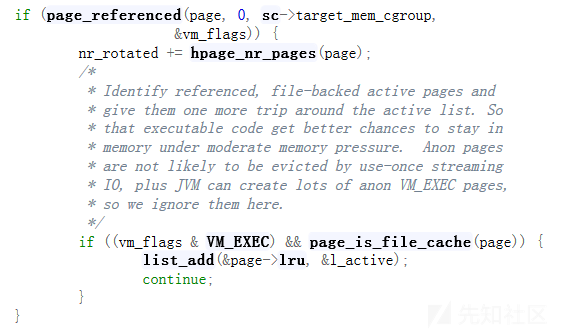 if (page_referenced(page, 0, sc->target_mem_cgroup,
&vm_flags)) {
nr_rotated += hpage_nr_pages(page);
/*
* Identify referenced, file-backed active pages and
* give them one more trip around the active list. So
* that executable code get better chances to stay in
* memory under moderate memory pressure.  Anon pages
* are not likely to be evicted by use-once streaming
* IO, plus JVM can create lots of anon VM_EXEC pages,
* so we ignore them here.
*/
if ((vm_flags & VM_EXEC) && page_is_file_cache(page)) {
list_add(&page->lru, &l_active);
continue;
}
}
先知社区